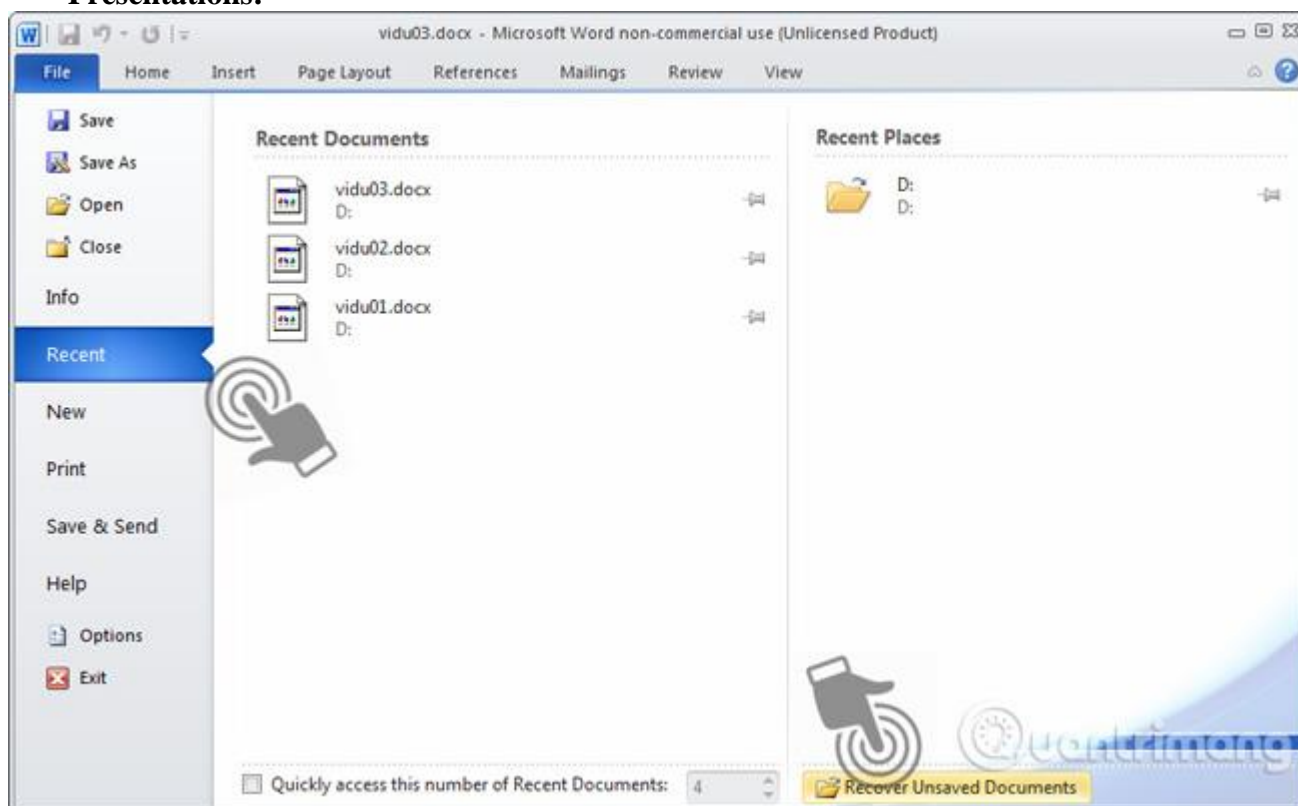 Presentations:
vidu03.docx - Microsoft Word non-commercial use (Unlicensed Product)
File Home Insert Page Layout References Mailings Review View
Save
Save As
Open
Close
Info
Recent
New
Print
Save & Send
Help
Options
Exit
Recent Documents
vidu03.docx
D:
vidu02.docx
D:
vidu01.docx
D:
Quickly access this number of Recent Documents: 4
Recent Places
D:
D:
Recover Unsaved Documents
Quantrimang